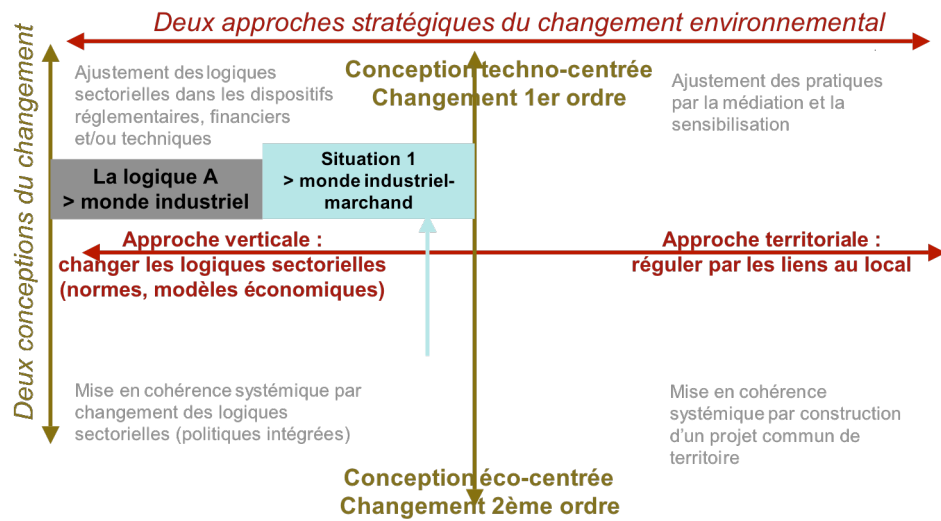 Deux approches stratégiques du changement environnemental
Deux conceptions du changement
Ajustement des logiques
sectorielles dans les dispositifs
réglementaires, financiers
et/ou techniques
Conception techno-centrée
Changement 1er ordre
Ajustement des pratiques
par la médiation et la
sensibilisation
La logique A
> monde industriel
Situation 1
> monde industriel-
marchand
Approche verticale :
changer les logiques sectorielles
(normes, modèles économiques)
Approche territoriale :
réguler par les liens au local
Mise en cohérence systémique par
changement des logiques
sectorielles (politiques intégrées)
Mise en cohérence
systémique par construction
d'un projet commun de
territoire
Conception éco-centrée
Changement 2ème ordre